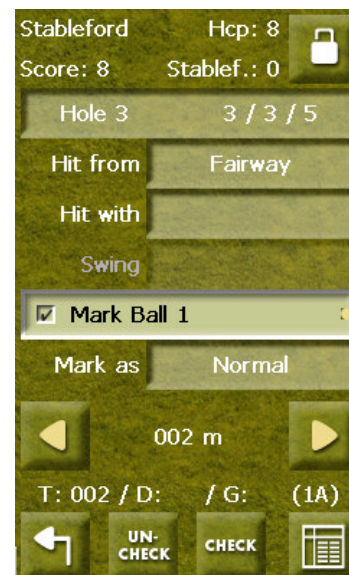 Stableford Hcp: 8
Score: 8 Stablef.: 0
Hole 3 3 / 3 / 5
Hit from Fairway
Hit with
Swing
Mark Ball 1
Mark as Normal
002 m
T: 002 / D: / G: (1A)
UN-
CHECK CHECK